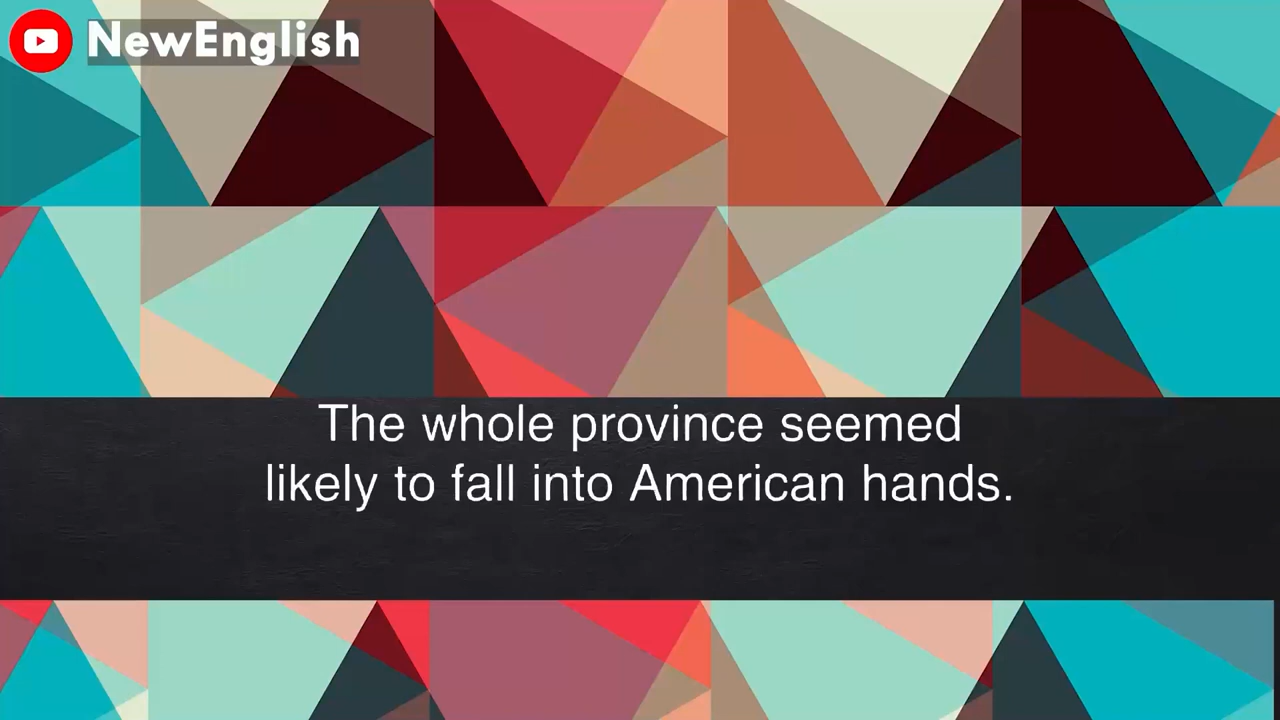 NewEnglish
The whole province seemed
likely to fall into American hands.